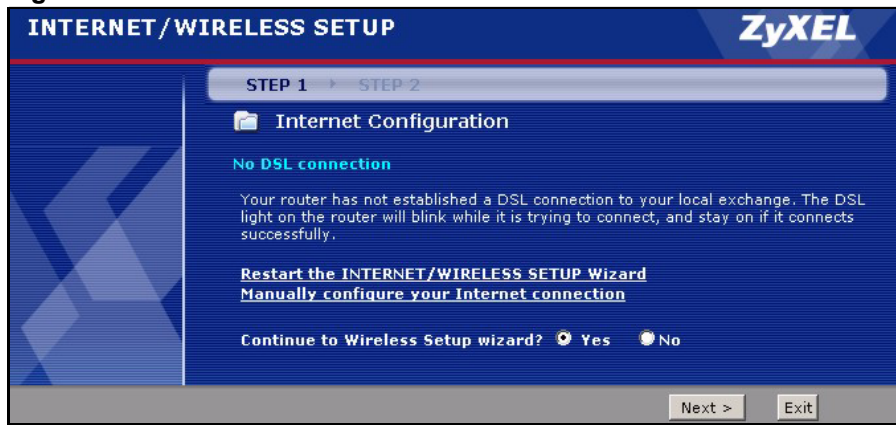 INTERNET/WIRELESS SETUP
ZyXEL
STEP 1 STEP 2
Internet Configuration
No DSL connection
Your router has not established a DSL connection to your local exchange. The DSL
light on the router will blink while it is trying to connect, and stay on if it connects
successfully.
Restart the INTERNET/WIRELESS SETUP Wizard
Manually configure your Internet connection
Continue to Wireless Setup wizard? Yes No
Next > Exit